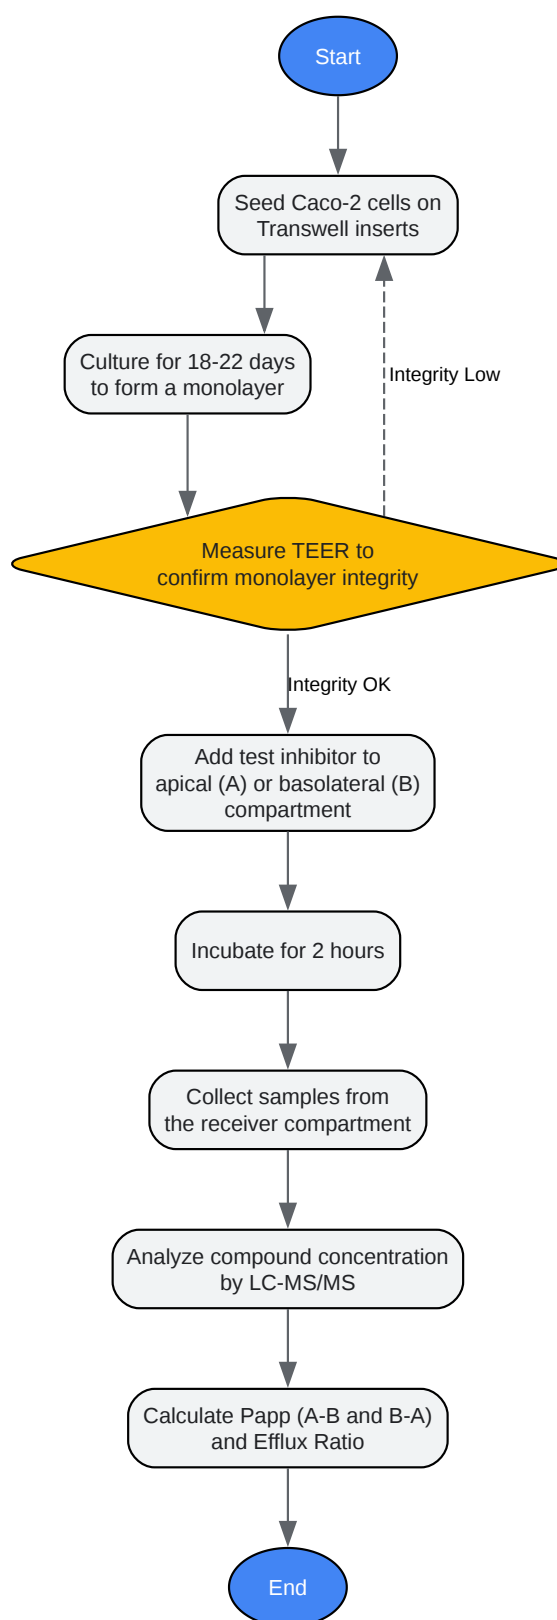 Start
Seed Caco-2 cells on
Transwell inserts
Culture for 18-22 days
to form a monolayer
Integrity Low
Measure TEER to
confirm monolayer integrity
Integrity OK
Add test inhibitor to
apical (A) or basolateral (B)
compartment
Incubate for 2 hours
Collect samples from
the receiver compartment
Analyze compound concentration
by LC-MS/MS
Calculate Papp (A-B and B-A)
and Efflux Ratio
End